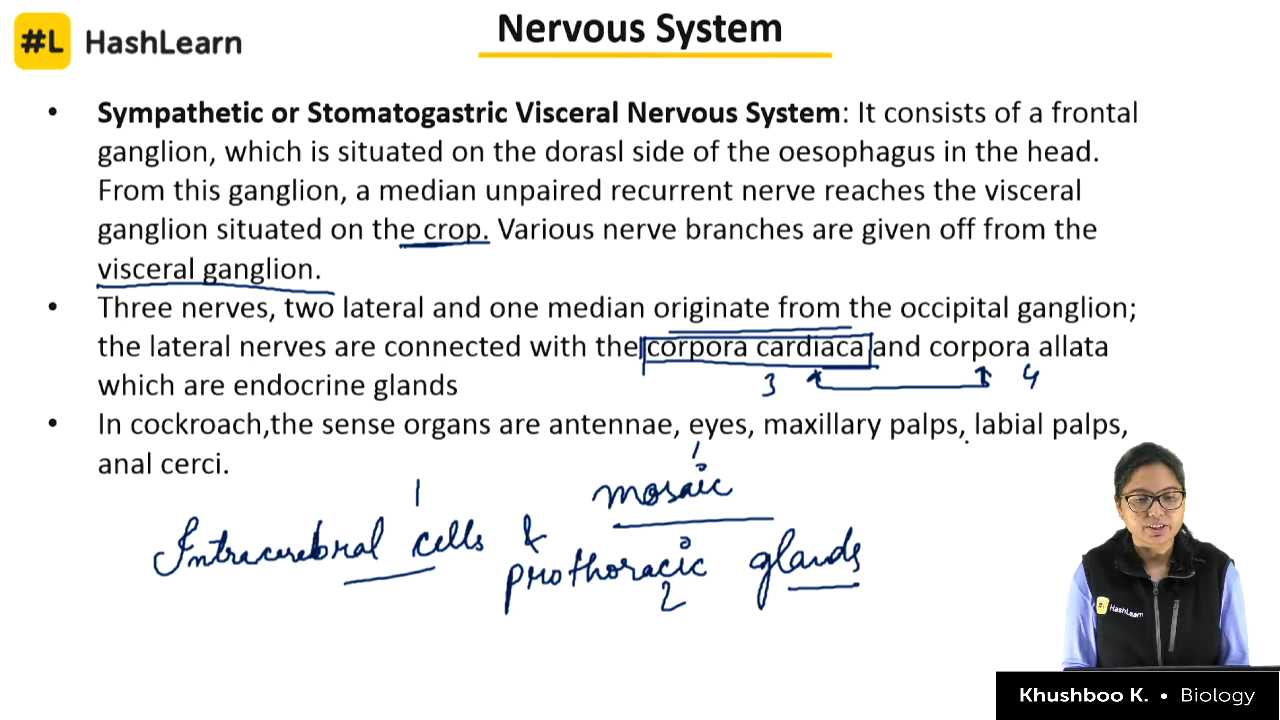 #L HashLearn
Nervous System
• Sympathetic or Stomatogastric Visceral Nervous System: It consists of a frontal
ganglion, which is situated on the dorasl side of the oesophagus in the head.
From this ganglion, a median unpaired recurrent nerve reaches the visceral
ganglion situated on the crop. Various nerve branches are given off from the
visceral ganglion.
• Three nerves, two lateral and one median originate from the occipital ganglion;
the lateral nerves are connected with the corpora cardiaca and corpora allata
which are endocrine glands
3 4
• In cockroach,the sense organs are antennae, eyes, maxillary palps, labial palps,
anal cerci.
1 mosaic
Intracerebral cells & prothoracic glands
2
#L HashLearn
Khushboo K. • Biology